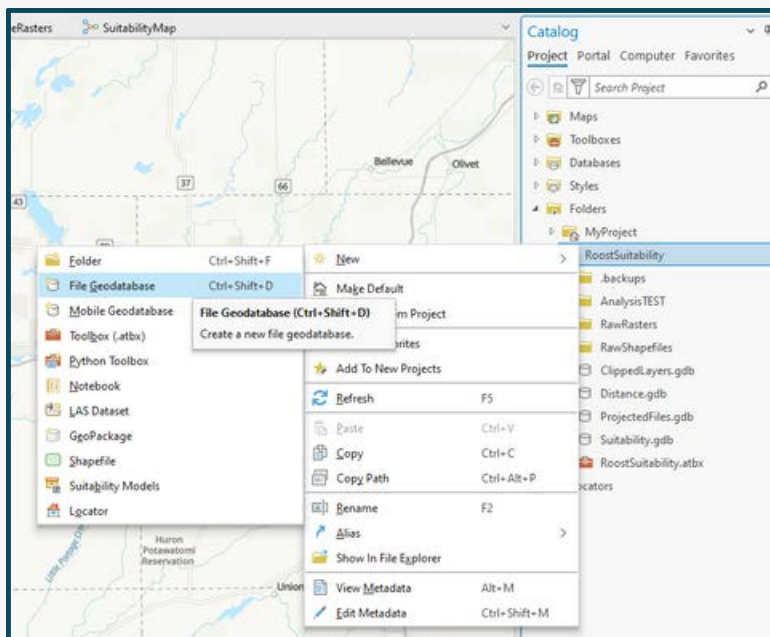 eRasters
SuitabilityMap
37
66
43
Bellevue
Olivet
Huron
Potawatomi
Reservation
Union
Folder Ctrl+Shift+F
File Geodatabase Ctrl+Shift+D
Mobile Geodatabase
Toolbox (.atbx)
Python Toolbox
Notebook
LAS Dataset
GeoPackage
Shapefile
Suitability Models
Locator
File Geodatabase (Ctrl+Shift+D)
Create a new file geodatabase.
New
Make Default
om Project
orites
Add To New Projects
Refresh F5
Paste Ctrl+V
Copy Ctrl+C
Copy Path Ctrl+Alt+P
Rename F2
Alias
Show In File Explorer
View Metadata Alt+M
Edit Metadata Ctrl+Shift+M
Catalog
Project Portal Computer Favorites
Search Project
Maps
Toolboxes
Databases
Styles
Folders
MyProject
RoostSuitability
.backups
AnalysisTEST
RawRasters
RawShapefiles
ClippedLayers.gdb
Distance.gdb
ProjectedFiles.gdb
Suitability.gdb
RoostSuitability.atbx
ocators